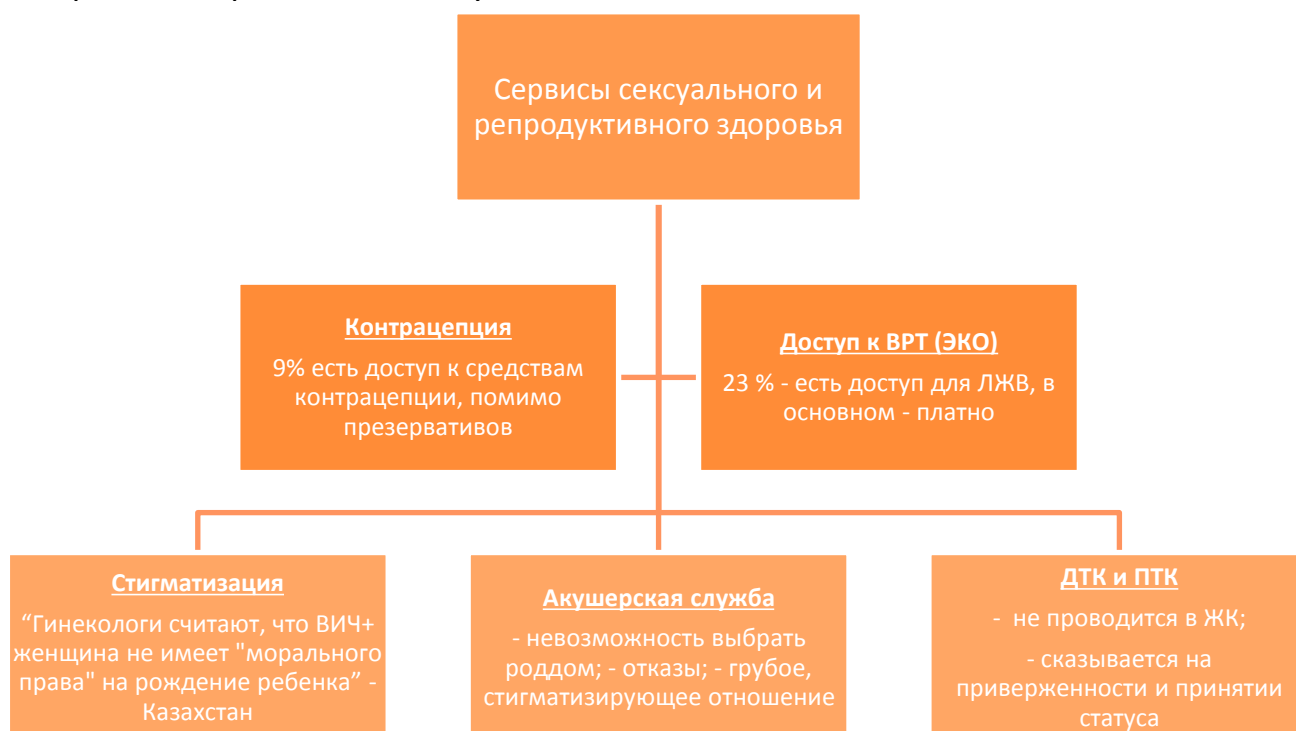 Сервисы сексуального и
репродуктивного здоровья
Контрацепция
9% есть доступ к средствам
контрацепции, помимо
презервативов
Доступ к ВРТ (ЭКО)
23 % - есть доступ для ЛЖВ, в
основном - платно
Стигматизация
“Гинекологи считают, что ВИЧ+
женщина не имеет "морального
права" на рождение ребенка” -
Казахстан
Акушерская служба
- невозможность выбрать
роддом; - отказы; - грубое,
стигматизирующее отношение
ДТК и ПТК
- не проводится в ЖК;
- сказывается на
приверженности и принятии
статуса